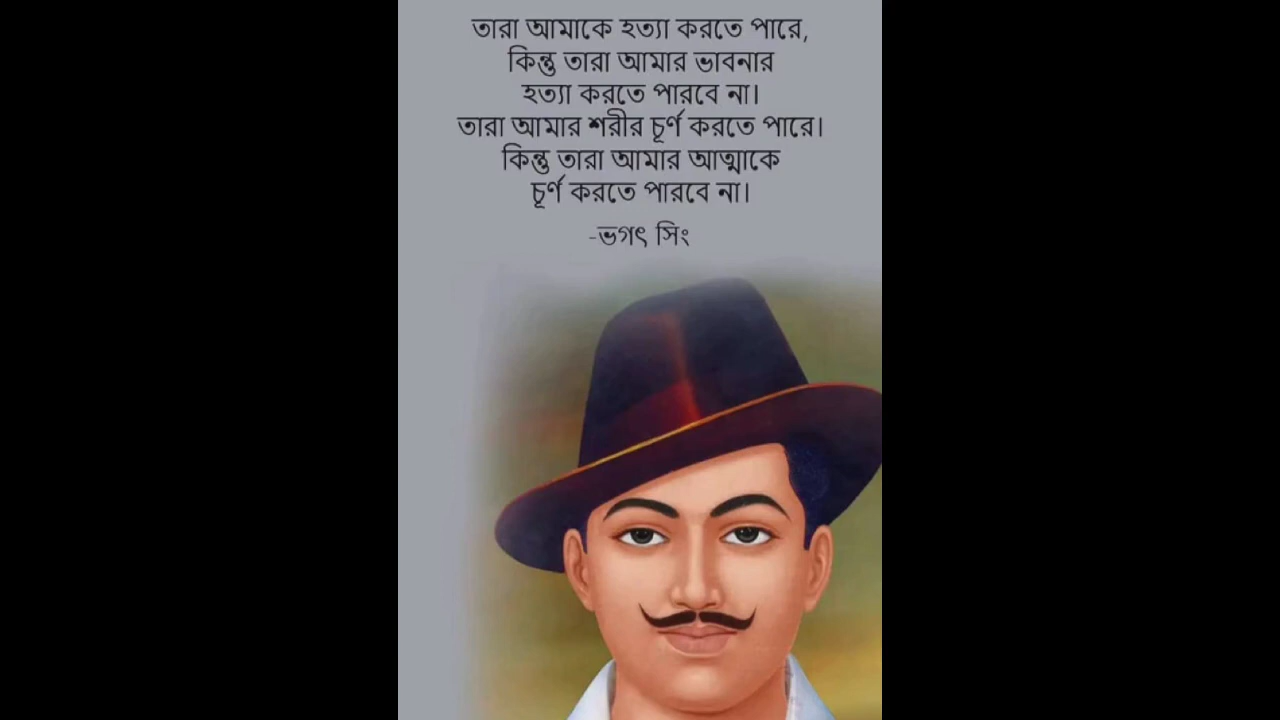 তারা আমাকে হত্যা করতে পারে,
কিন্তু তারা আমার ভাবনার
হত্যা করতে পারবে না।
তারা আমার শরীর চূর্ণ করতে পারে।
কিন্তু তারা আমার আত্মাকে
চূর্ণ করতে পারবে না।
-ভগৎ সিং